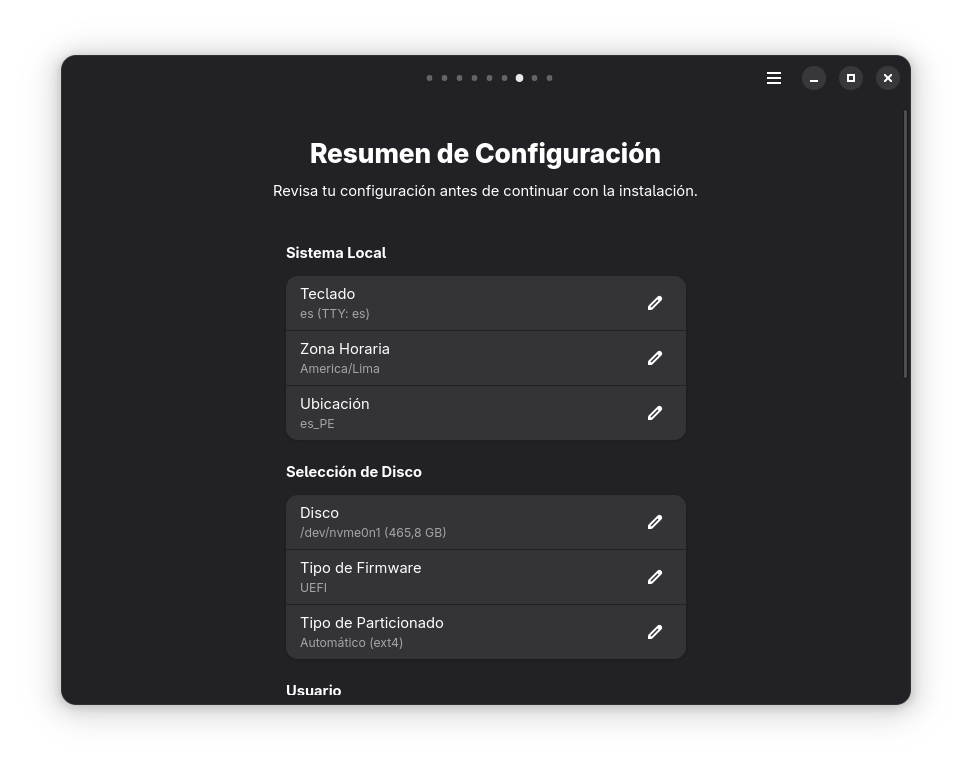 Resumen de Configuración
Revisa tu configuración antes de continuar con la instalación.
Sistema Local
Teclado
es (TTY: es)
Zona Horaria
America/Lima
Ubicación
es_PE
Selección de Disco
Disco
/dev/nvme0n1 (465,8 GB)
Tipo de Firmware
UEFI
Tipo de Particionado
Automático (ext4)
Usuario